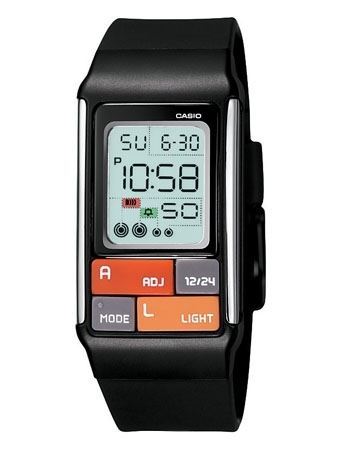 CASIO
SU 6-30
P 10:58
50
A ADJ 12/24
MODE L LIGHT